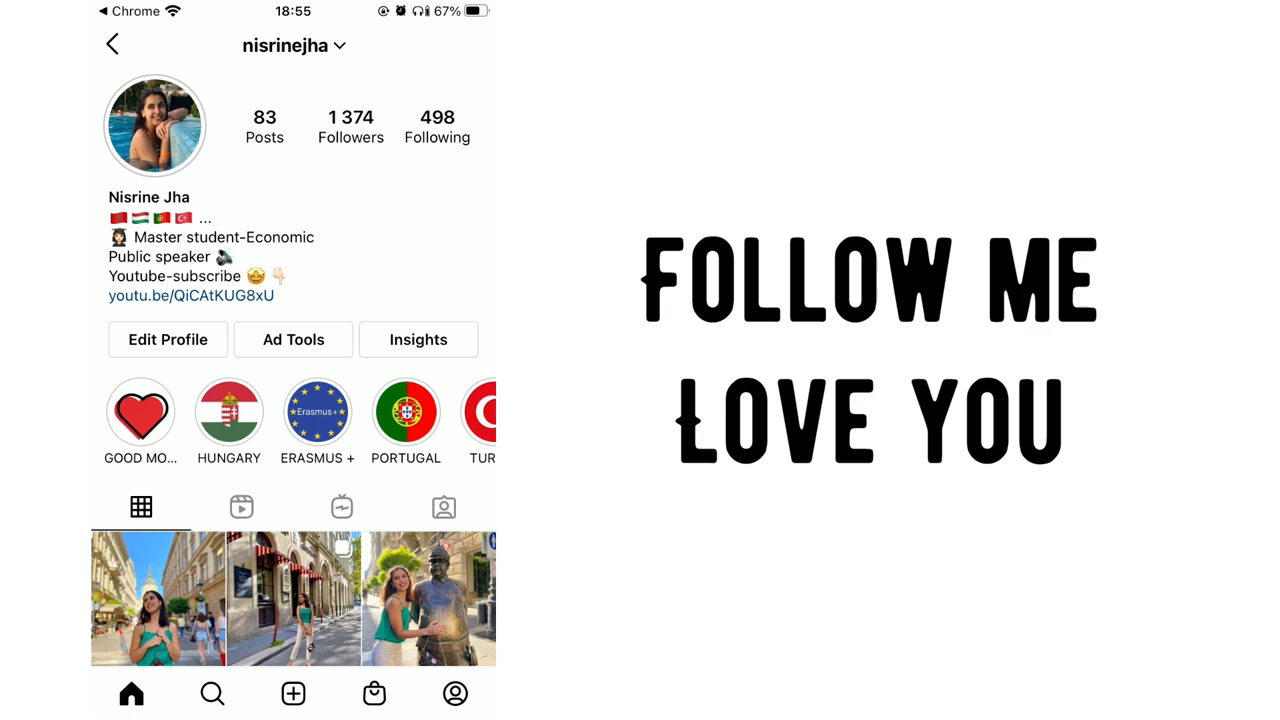 Chrome 18:55 67%
nisrinejha
83 1 374 498
Posts Followers Following
Nisrine Jha
🇲🇦 🇭🇺 🇵🇹 🇹🇷 ...
👩🏻‍🎓 Master student-Economic
Public speaker 🔊
Youtube-subscribe 🤩 👇🏻
youtu.be/QiCAtKUG8xU
Edit Profile Ad Tools Insights
Erasmus+
GOOD MO... HUNGARY ERASMUS + PORTUGAL TUR
FOLLOW ME
LOVE YOU